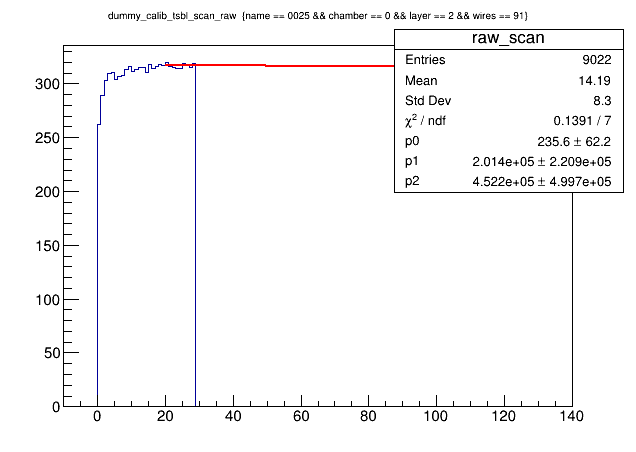 dummy_calib_tsbl_scan_raw {name == 0025 && chamber == 0 && layer == 2 && wires == 91}
raw_scan
Entries 9022
Mean 14.19
Std Dev 8.3
χ² / ndf 0.1391 / 7
p0 235.6 ± 62.2
p1 2.014e+05 ± 2.209e+05
p2 4.522e+05 ± 4.997e+05
300
250
200
150
100
50
0
0 20 40 60 80 100 120 140